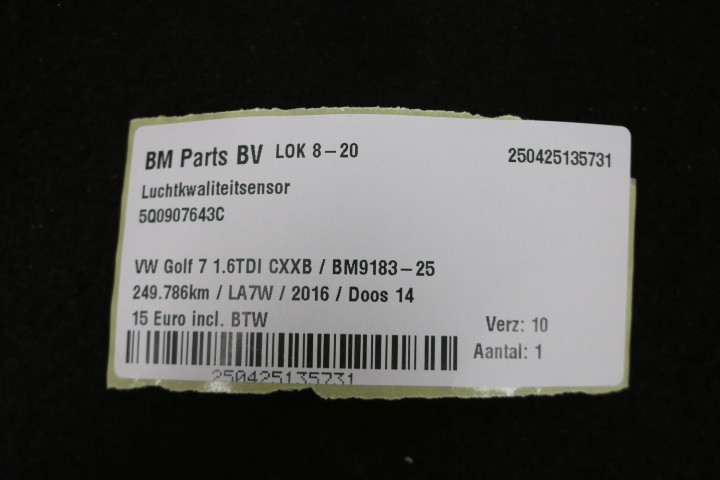 BM Parts BV LOK 8-20 250425135731
Luchtkwaliteitsensor
5Q0907643C
VW Golf 7 1.6TDI CXXB / BM9183-25
249.786km / LA7W / 2016 / Doos 14
15 Euro incl. BTW Verz: 10
Aantal: 1
250425135731